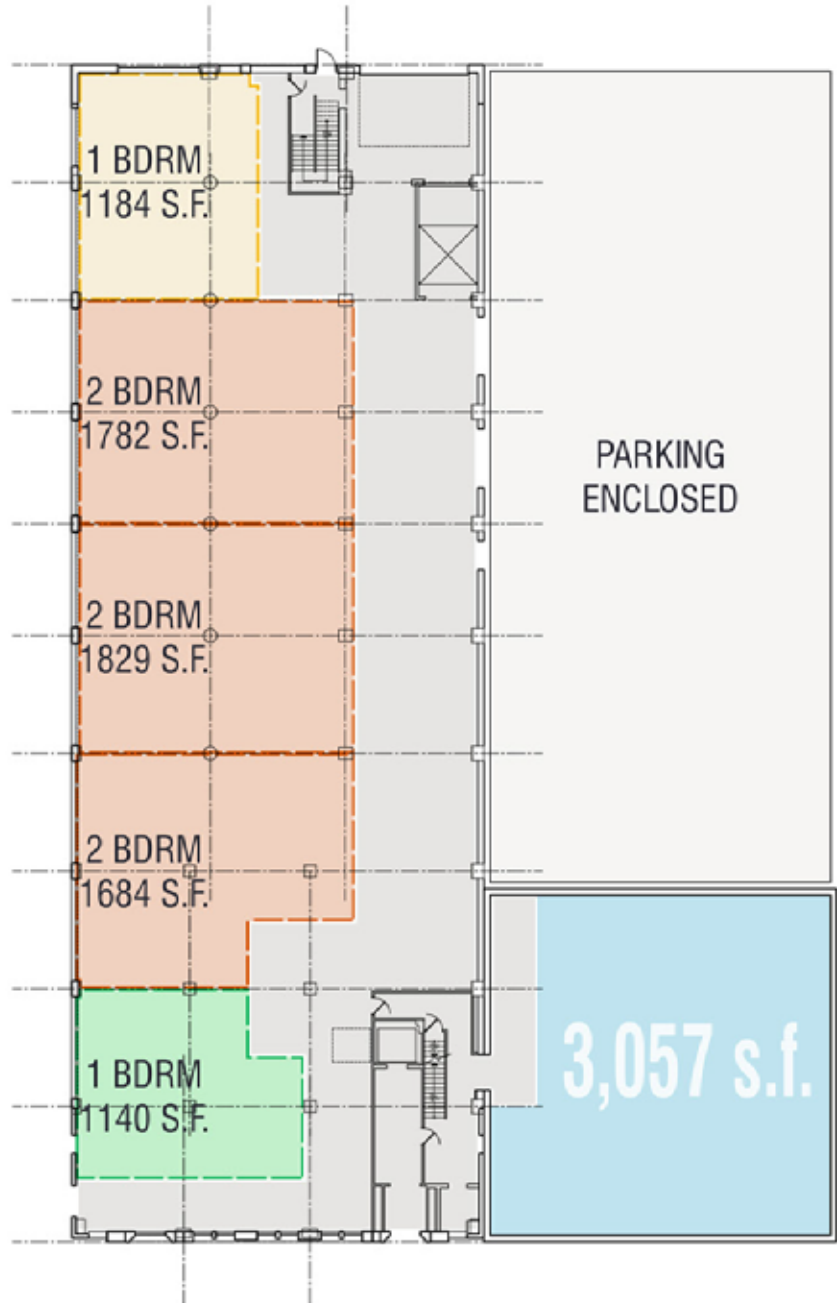 1 BDRM
1184 S.F.
2 BDRM
1782 S.F.
PARKING
ENCLOSED
2 BDRM
1829 S.F.
2 BDRM
1684 S.F.
3,057 s.f.
1 BDRM
1140 S.F.